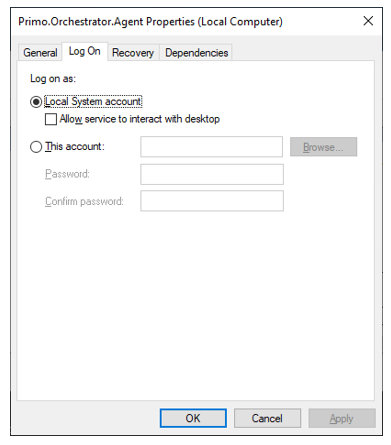 Primo.Orchestrator.Agent Properties (Local Computer)
General Log On Recovery Dependencies
Log on as:
Local System account
Allow service to interact with desktop
This account:
Browse...
Password:
Confirm password:
OK Cancel Apply